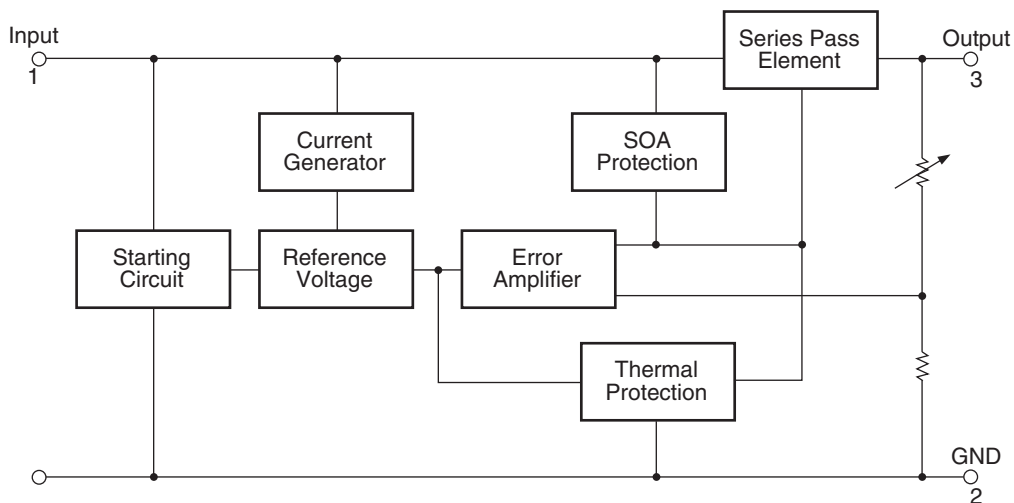 Input
1
Series Pass
Element
Output
3
Current
Generator
SOA
Protection
Starting
Circuit
Reference
Voltage
Error
Amplifier
Thermal
Protection
GND
2